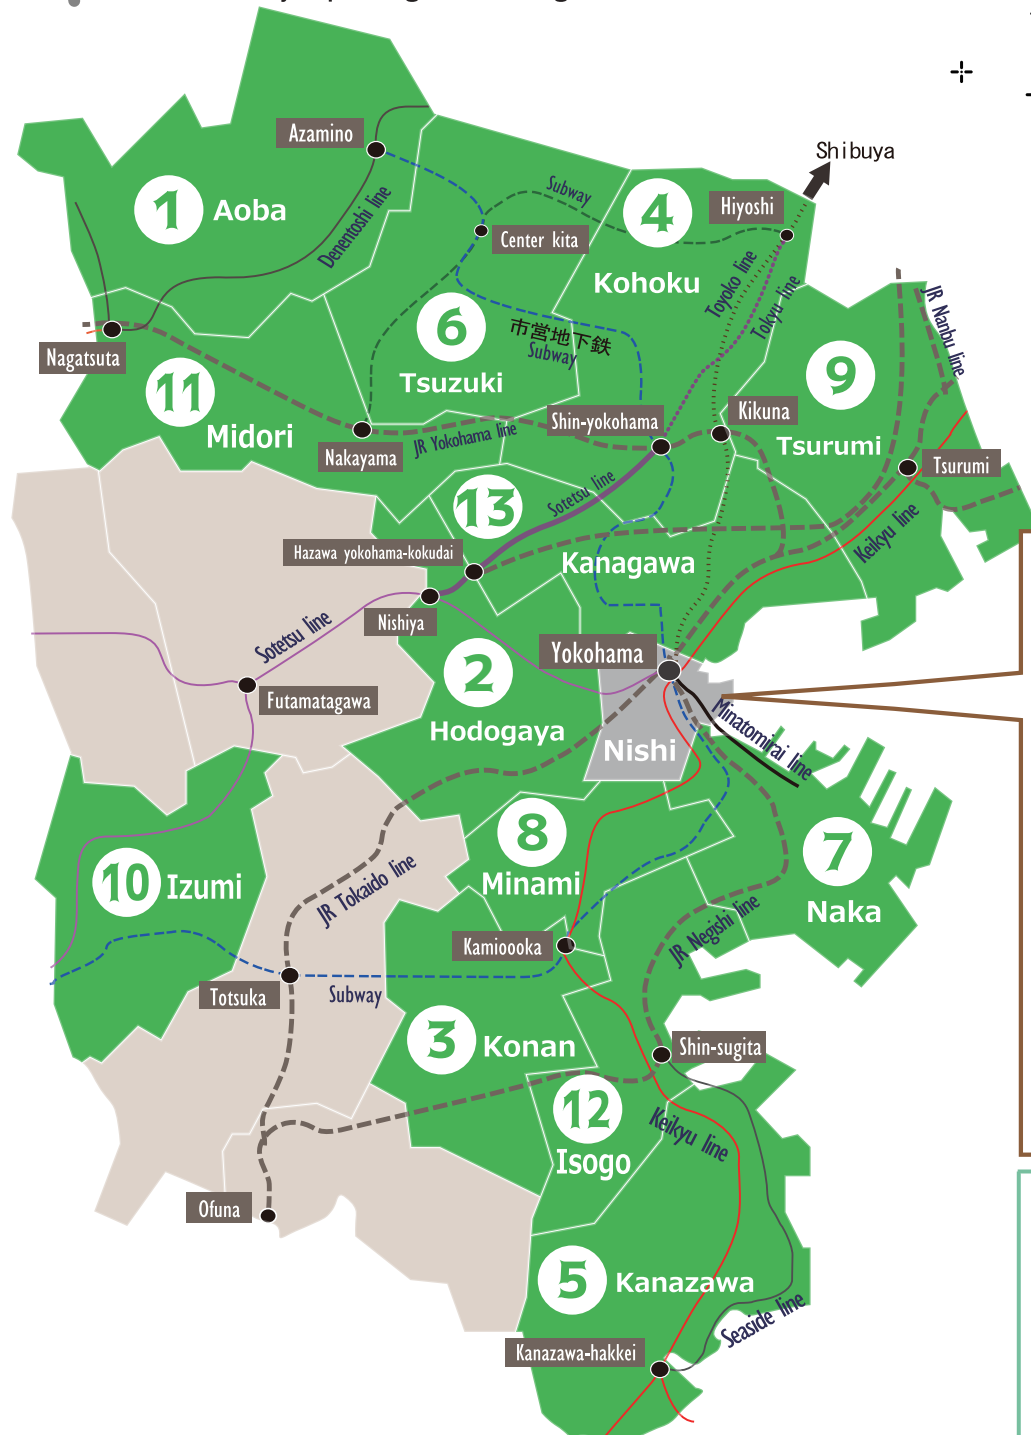 Shibuya
Azamino
1 Aoba
Denentoshi line
Subway
4
Hiyoshi
Center kita
Kohoku
Toyoko line
Tokyu line
JR Nanbu line
6
市営地下鉄
Subway
Nagatsuta
11
Midori
Tsuzuki
9
Tsurumi
Kikuna
Shin-yokohama
JR Yokohama line
Nakayama
Tsurumi
13
Sotetsu line
Keikyu line
Hazawa yokohama-kokudai
Kanagawa
Nishiya
Sotetsu line
Yokohama
2
Hodogaya
Futamatagawa
Nishi
Minatomirai line
8
Minami
7
Naka
10 Izumi
JR Tokaido line
JR Negishi line
Kamioooka
Totsuka
Subway
3 Konan
Shin-sugita
12
Isogo
Keikyu line
Ofuna
5 Kanazawa
Seaside line
Kanazawa-hakkei